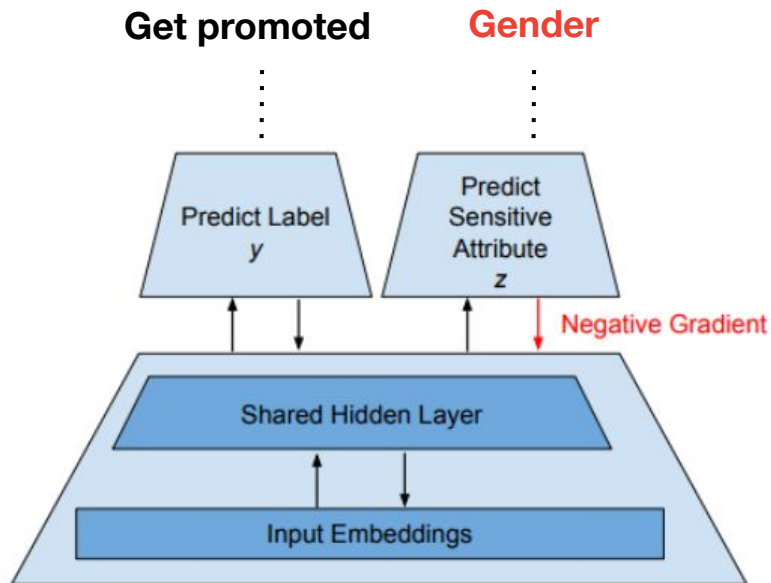 Get promoted
Gender
Predict Label
y
Predict
Sensitive
Attribute
z
Negative Gradient
Shared Hidden Layer
Input Embeddings